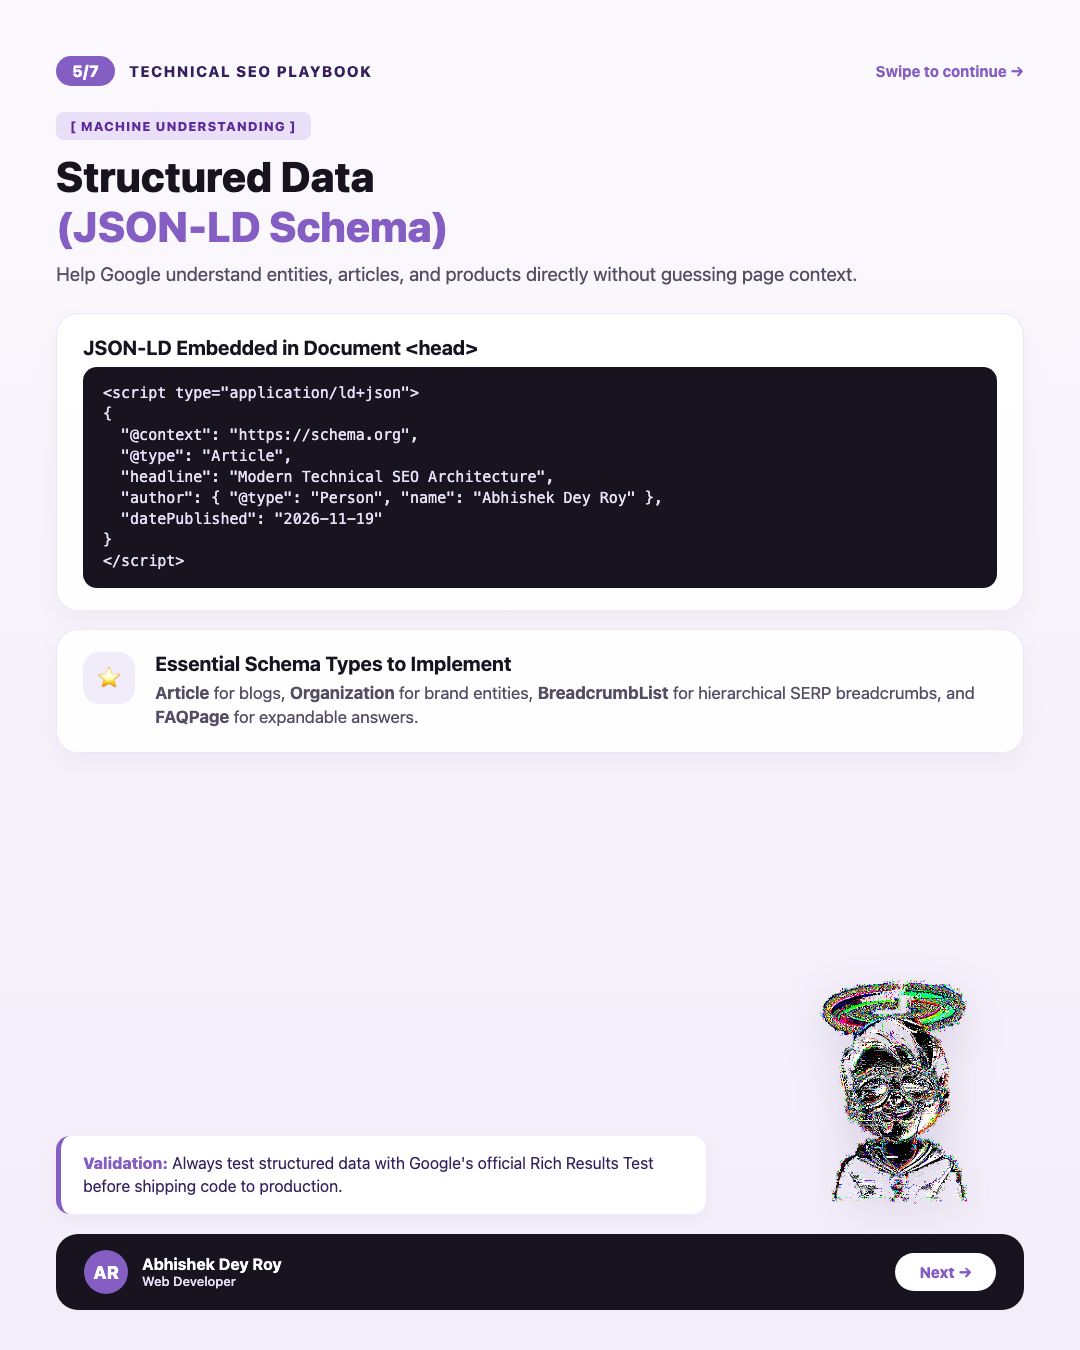 5/7 TECHNICAL SEO PLAYBOOK
Swipe to continue →
[ MACHINE UNDERSTANDING ]
Structured Data
(JSON-LD Schema)
Help Google understand entities, articles, and products directly without guessing page context.
JSON-LD Embedded in Document <head>
<script type="application/ld+json">
{
  "@context": "https://schema.org",
  "@type": "Article",
  "headline": "Modern Technical SEO Architecture",
  "author": { "@type": "Person", "name": "Abhishek Dey Roy" },
  "datePublished": "2026-11-19"
}
</script>
Essential Schema Types to Implement
Article for blogs, Organization for brand entities, BreadcrumbList for hierarchical SERP breadcrumbs, and
FAQPage for expandable answers.
Validation: Always test structured data with Google's official Rich Results Test
before shipping code to production.
AR
Abhishek Dey Roy
Web Developer
Next →